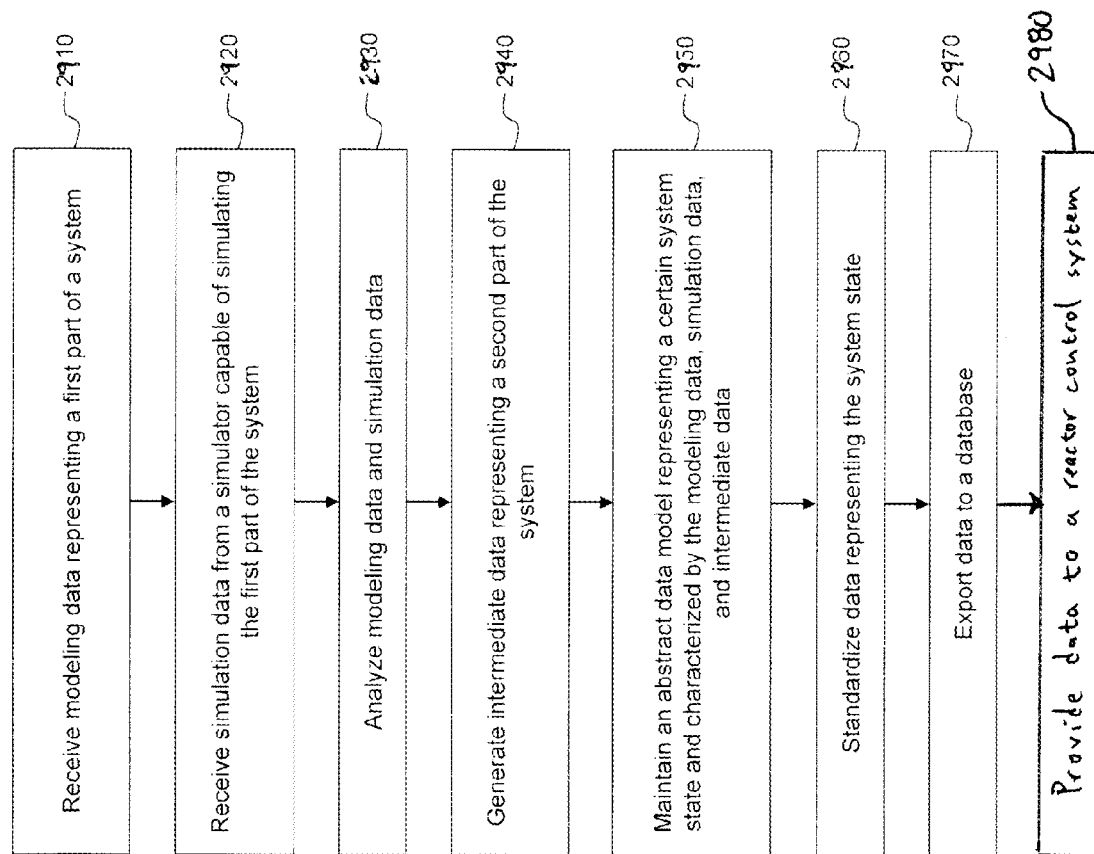 Receive modeling data representing a first part of a system
2910
Receive simulation data from a simulator capable of simulating
the first part of the system
2920
Analyze modeling data and simulation data
2930
Generate intermediate data representing a second part of the
system
2940
Maintain an abstract data model representing a certain system
state and characterized by the modeling data, simulation data,
and intermediate data
2950
Standardize data representing the system state
2960
Export data to a database
2970
Provide data to a reactor control system
2980